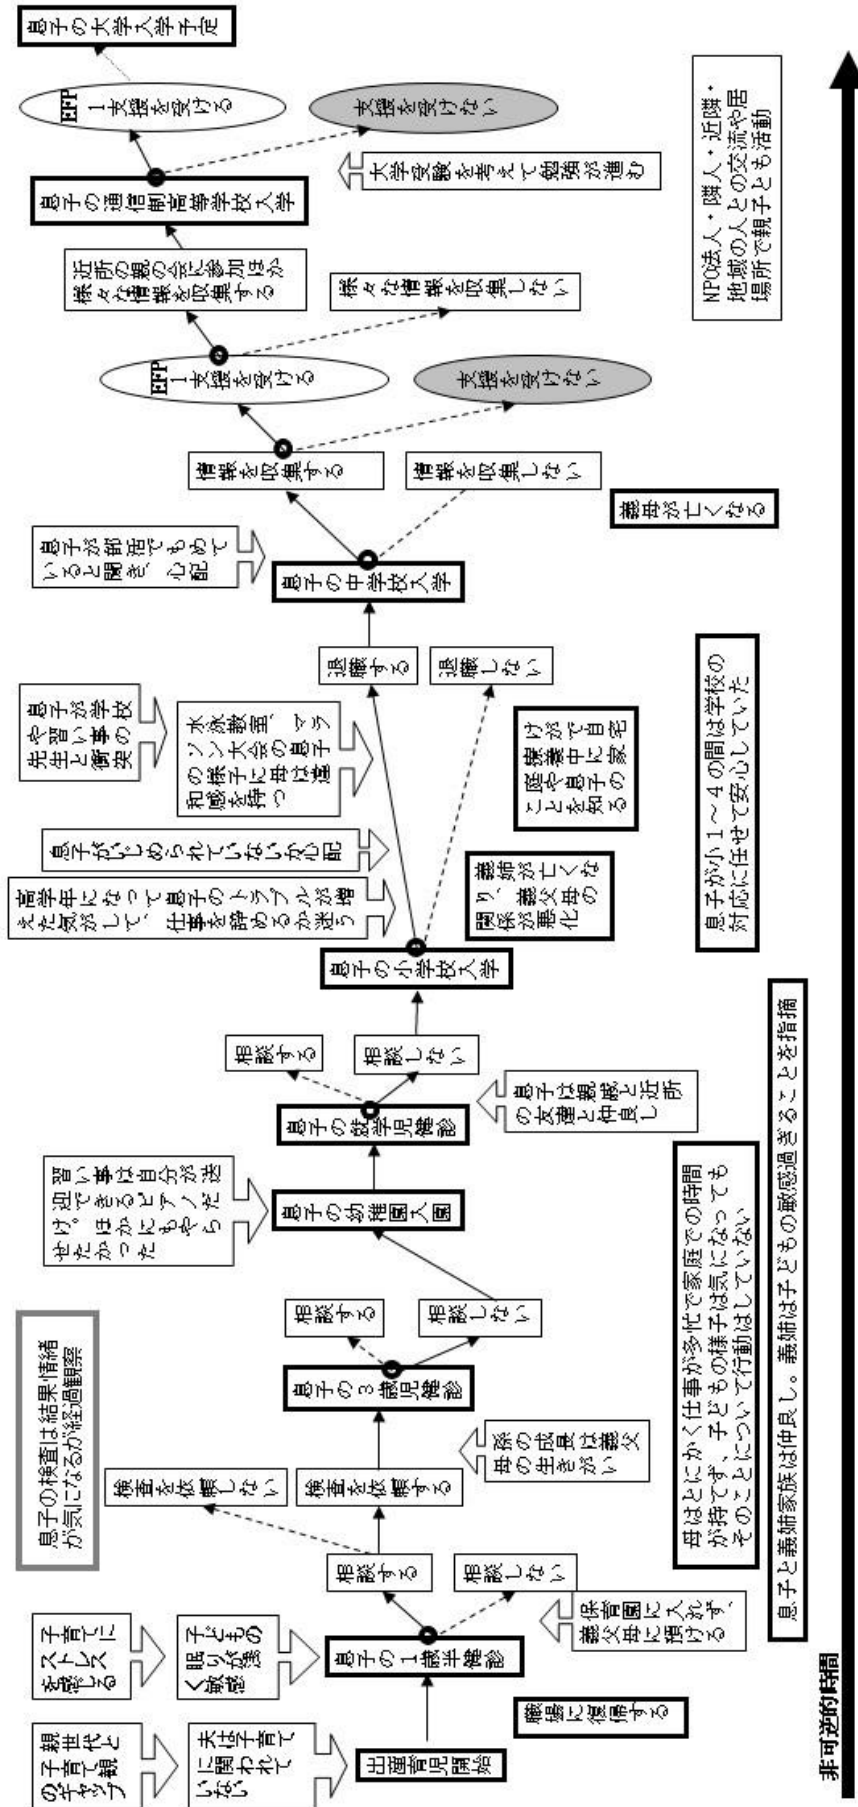 親世代と
子育て観
のギャップ
夫は子育て
に関われて
いない
出産育児開始
職場に復帰する
子育てに
ストレス
を感じる
子どもの
眠りが浅
く敏感
息子の1歳半健診
保育園に入れず、
義父母に預ける
相談する
相談しない
検査を依頼しない
検査を依頼する
息子の検査は結果情緒
が気になるが経過観察
孫の成長は義父
母の生きがい
息子の3歳児健診
相談する
相談しない
母はとにかく仕事が多忙で家庭での時間
が持てず、子どもの様子は気になっても
そのことについて行動はしていない
息子と義姉家族は仲良し。義姉は子どもの敏感過ぎることを指摘
習い事は自分が送
迎できるピアノだ
け。ほかにもやら
せたかった
息子の幼稚園入園
息子の就学児健診
息子は親戚と近所
の友達と仲良し
相談する
相談しない
息子の小学校入学
高学年になって息子のトラブルが増
えた気がして、仕事を辞めるか迷う
息子がいじめられていないか心配
息子が学校
や習い事の
先生と衝突
水泳教室、マラ
ソン大会の息子
の様子に母は違
和感を持つ
義姉が亡くな
り、義父母の
関係が悪化
けがで自宅
療養中に家
庭や息子の
ことを知る
息子が小1～4の間は学校の
対応に任せて安心していた
退職する
退職しない
息子の中学校入学
息子が部活でもめて
いると聞き、心配
義母が亡くなる
情報を収集する
情報を収集しない
EFP
1支援を受ける
支援を受けない
近所の親の会に参加ほか
様々な情報を収集する
様々な情報を収集しない
息子の通信制高等学校入学
大学受験を考えて勉強が進む
EFP
1支援を受ける
支援を受けない
息子の大学入学予定
NPO法人・隣人・近隣・
地域の人との交流や居
場所で親子とも活動
非可逆的時間